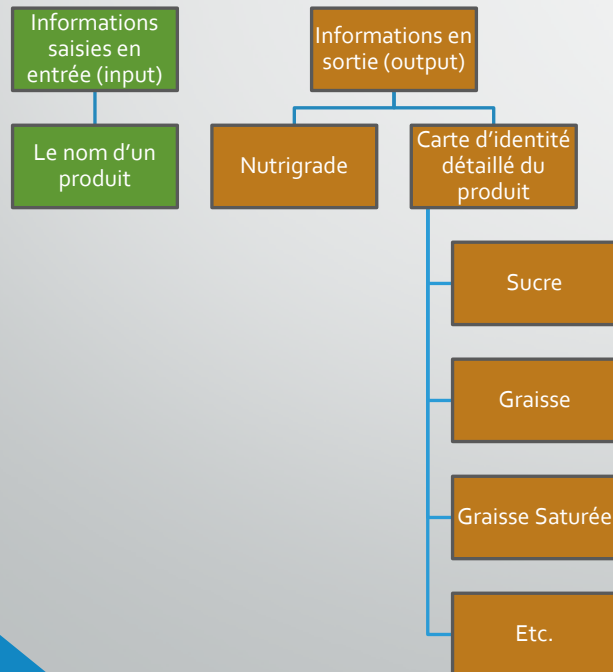 Informations
saisies en
entrée (input)
Le nom d'un
produit
Informations en
sortie (output)
Nutrigrade
Carte d'identité
détaillé du
produit
Sucre
Graisse
Graisse Saturée
Etc.